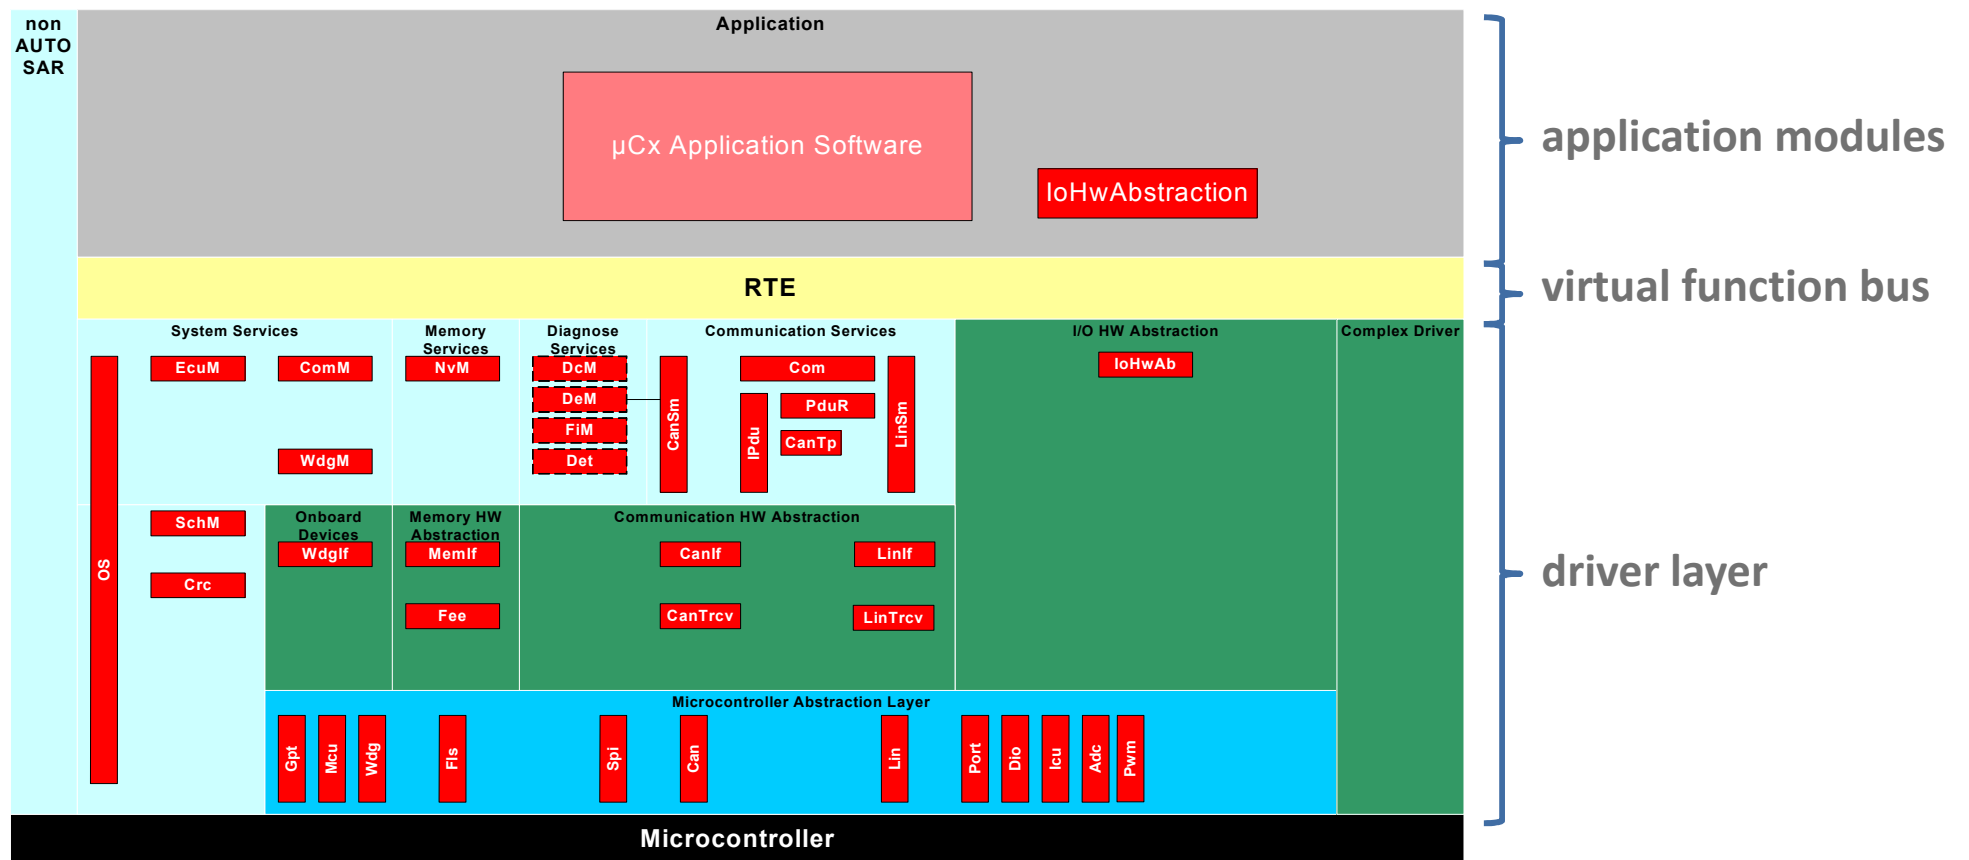 non
AUTO
SAR
Application
µCx Application Software
IoHwAbstraction
application modules
RTE
virtual function bus
System Services
Memory
Services
Diagnose
Services
Communication Services
I/O HW Abstraction
Complex Driver
EcuM
ComM
NvM
DcM
Com
IoHwAb
DeM
CanSm
IPdu
PduR
LinSm
FiM
CanTp
WdgM
Det
OS
SchM
Onboard
Devices
Memory HW
Abstraction
Communication HW Abstraction
WdgIf
MemIf
CanIf
LinIf
driver layer
Crc
Fee
CanTrcv
LinTrcv
Microcontroller Abstraction Layer
Gpt
Mcu
Wdg
Fls
Spi
Can
Lin
Port
Dio
Icu
Adc
Pwm
Microcontroller